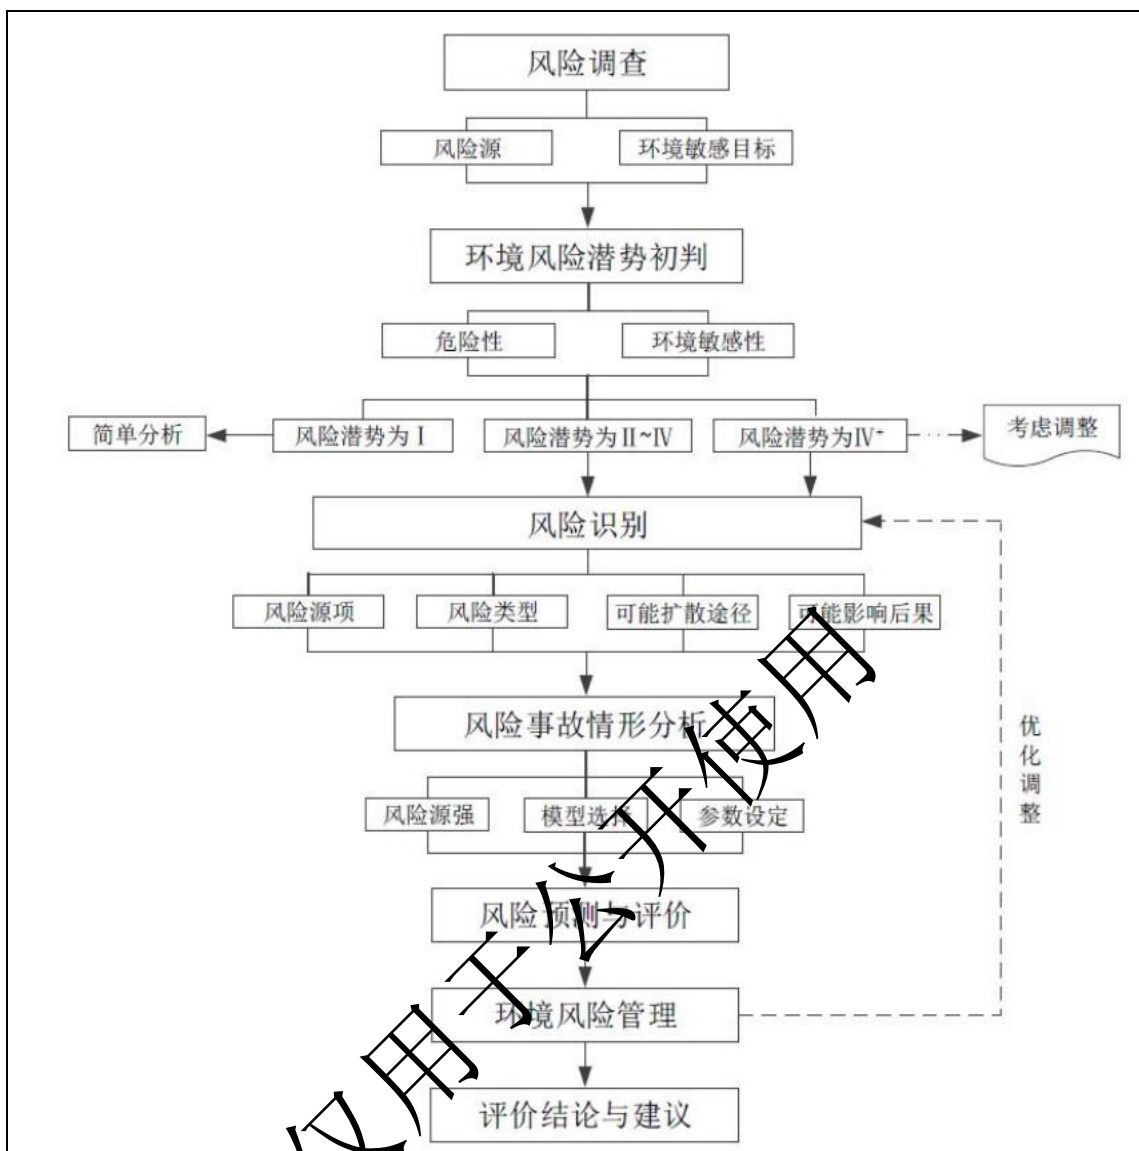 风险调查
风险源
环境敏感目标
环境风险潜势初判
危险性
环境敏感性
简单分析
风险潜势为Ⅰ
风险潜势为Ⅱ~Ⅳ
风险潜势为Ⅳ⁺
考虑调整
风险识别
风险源项
风险类型
可能扩散途径
可能影响后果
风险事故情形分析
优化调整
风险源强
模型选择
参数设定
风险预测与评价
环境风险管理
评价结论与建议
仅用于公开使用